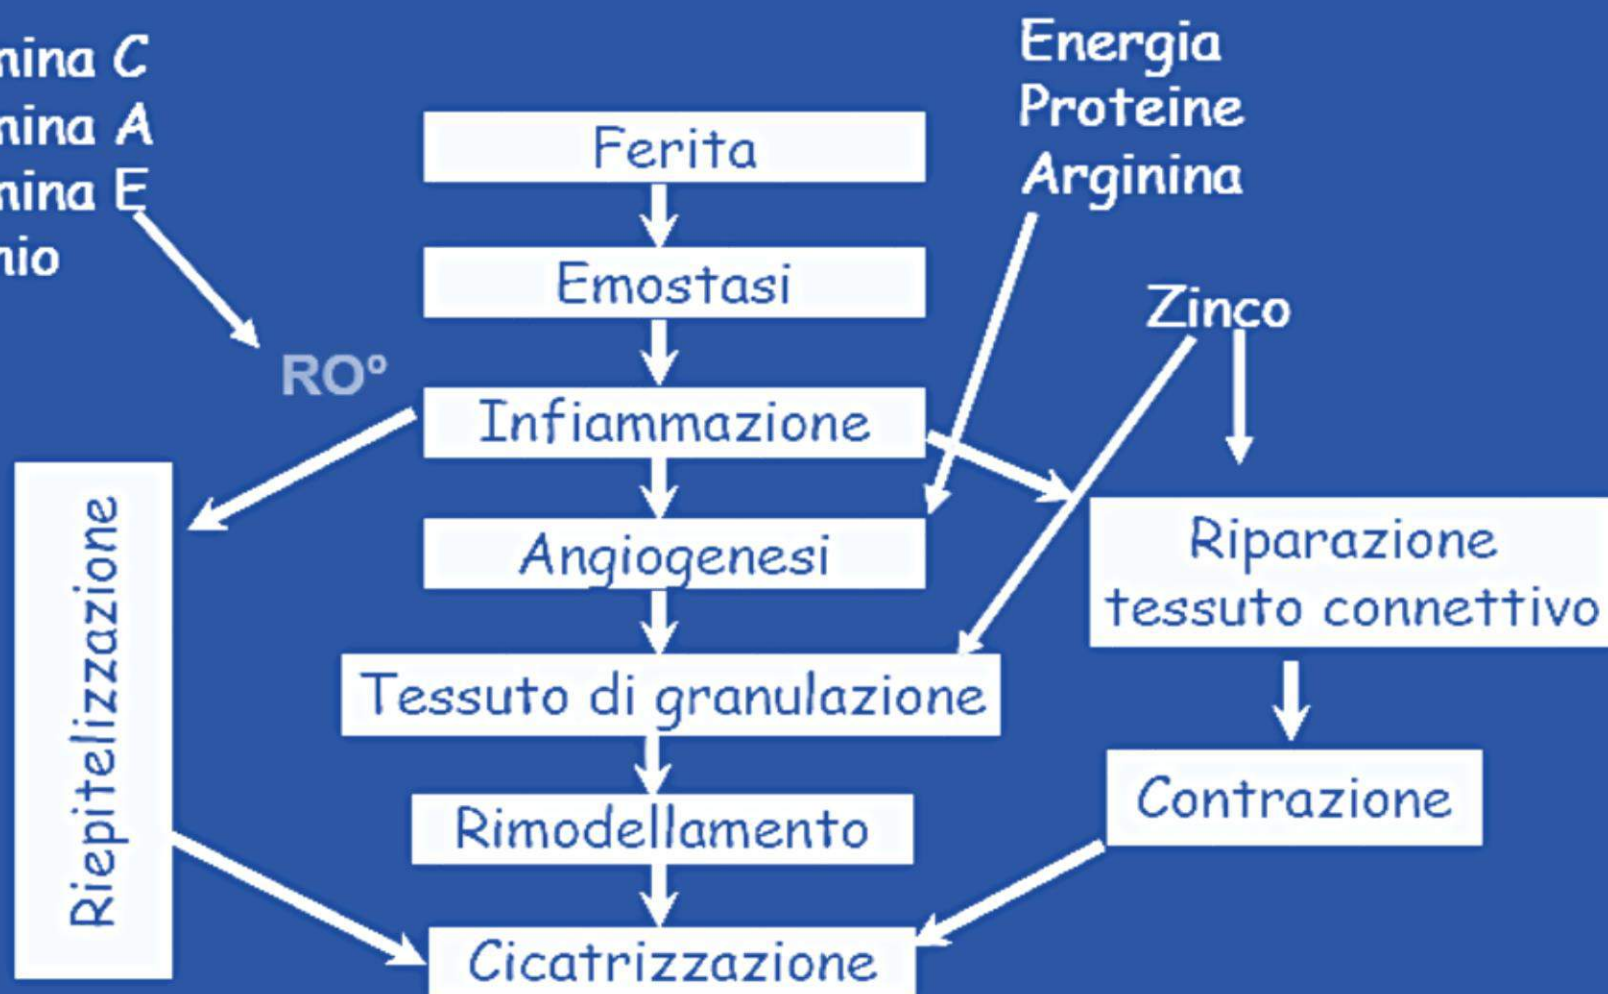 mina C
mina A
mina E
nio
Energia
Proteine
Arginina
Ferita
Emostasi
Zinco
ROº
Infiammazione
Angiogenesi
Riparazione
tessuto connettivo
Riepitelizzazione
Tessuto di granulazione
Contrazione
Rimodellamento
Cicatrizzazione